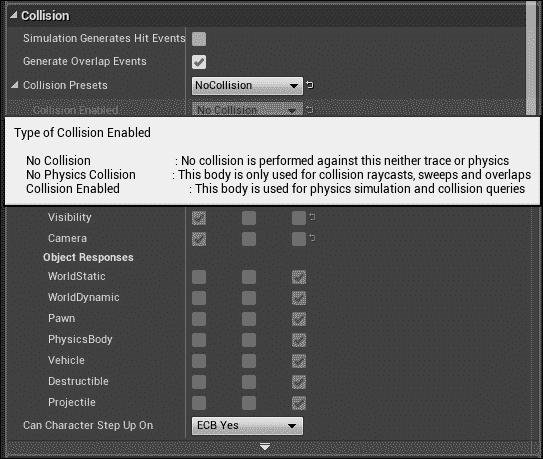 Collision
Simulation Generates Hit Events
Generate Overlap Events
Collision Presets NoCollision
Collision Enabled No Collision
Type of Collision Enabled
No Collision : No collision is performed against this neither trace or physics
No Physics Collision : This body is only used for collision raycasts, sweeps and overlaps
Collision Enabled : This body is used for physics simulation and collision queries
Visibility
Camera
Object Responses
WorldStatic
WorldDynamic
Pawn
PhysicsBody
Vehicle
Destructible
Projectile
Can Character Step Up On ECB Yes